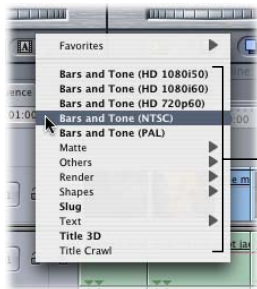 Favorites
Bars and Tone (HD 1080i50)
Bars and Tone (HD 1080i60)
Bars and Tone (HD 720p60)
Bars and Tone (NTSC)
Bars and Tone (PAL)
Matte
Others
Render
Shapes
Slug
Text
Title 3D
Title Crawl